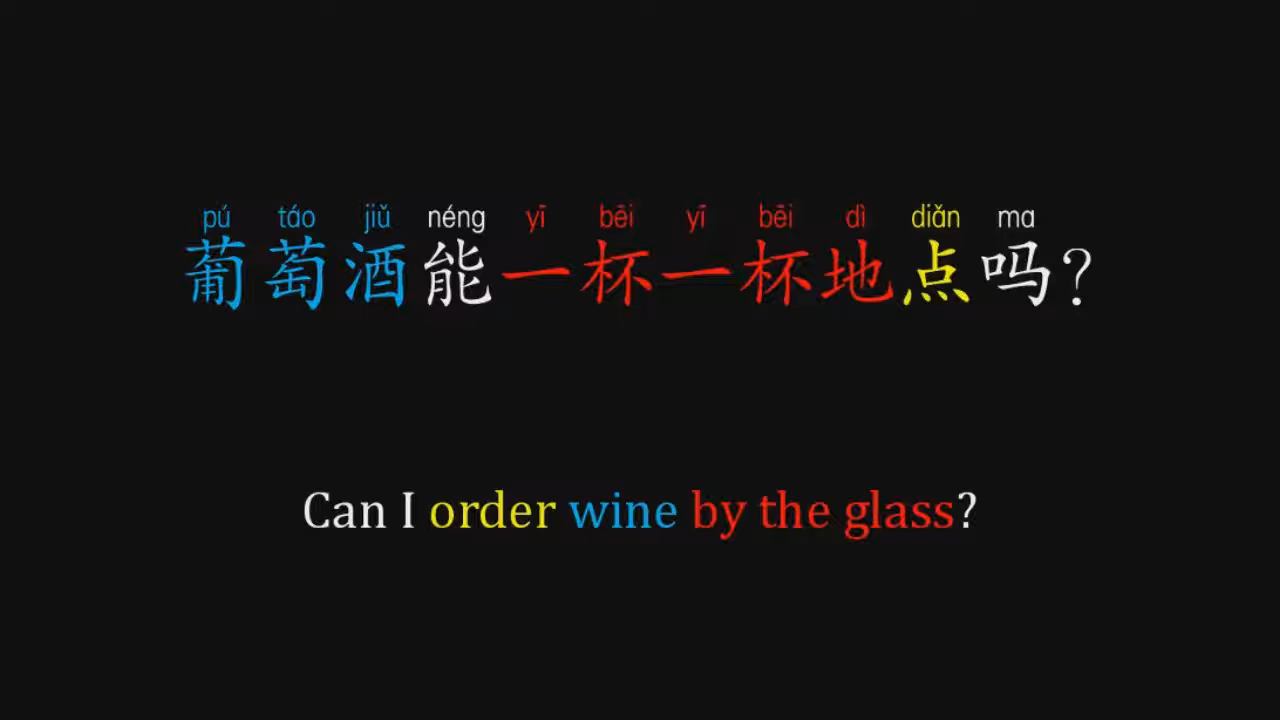 pú táo jiǔ néng yī bēi yī bēi dì diǎn ma
葡萄酒能一杯一杯地点吗?
Can I order wine by the glass?